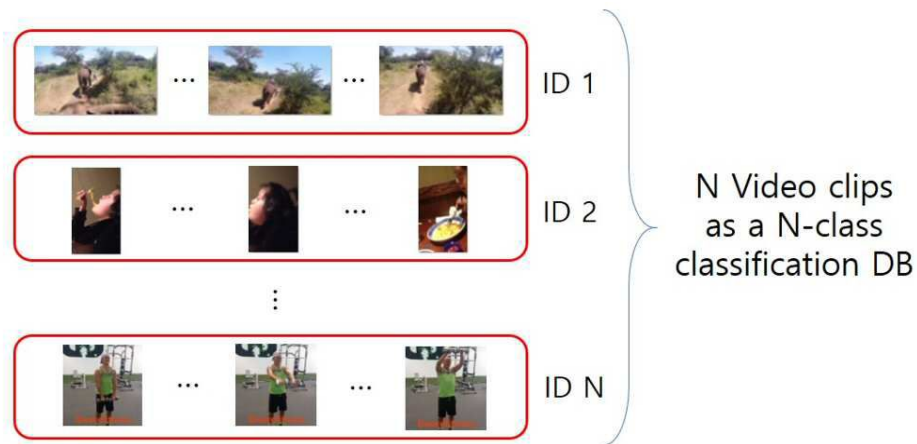 ... ...
ID 1
... ...
ID 2
⋮
... ...
ID N
N Video clips
as a N-class
classification DB